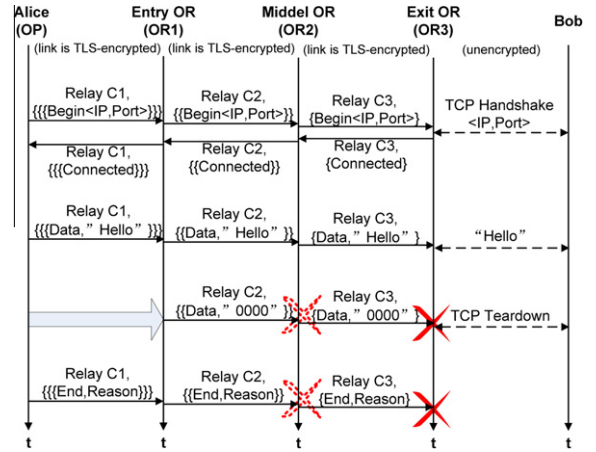 Alice Entry OR Middel OR Exit OR Bob
(OP) (OR1) (OR2) (OR3)
(link is TLS-encrypted) (link is TLS-encrypted) (link is TLS-encrypted) (unencrypted)
Relay C1,
{{{Begin<IP,Port>}}}
Relay C2,
{{Begin<IP,Port>}}
Relay C3,
{Begin<IP,Port>}
TCP Handshake
<IP,Port>
Relay C1,
{{{Connected}}}
Relay C2,
{{Connected}}
Relay C3,
{Connected}
Relay C1,
{{{Data,” Hello” }}}
Relay C2,
{{Data,” Hello” }}
Relay C3,
{Data,” Hello” }
“Hello”
Relay C2,
{{Data,” 0000” }}
Relay C3,
{Data,” 0000” }
TCP Teardown
Relay C1,
{{{End,Reason}}}
Relay C2,
{{End,Reason}}
Relay C3,
{End,Reason}
t t t t t